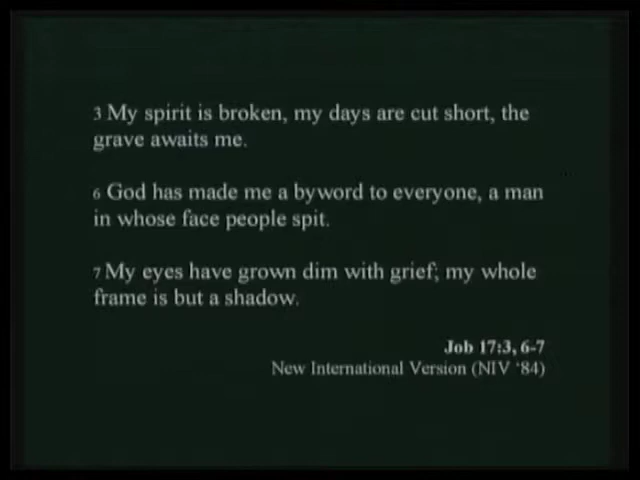 3 My spirit is broken, my days are cut short, the
grave awaits me.
6 God has made me a byword to everyone, a man
in whose face people spit.
7 My eyes have grown dim with grief; my whole
frame is but a shadow.
Job 17:3, 6-7
New International Version (NIV ‘84)